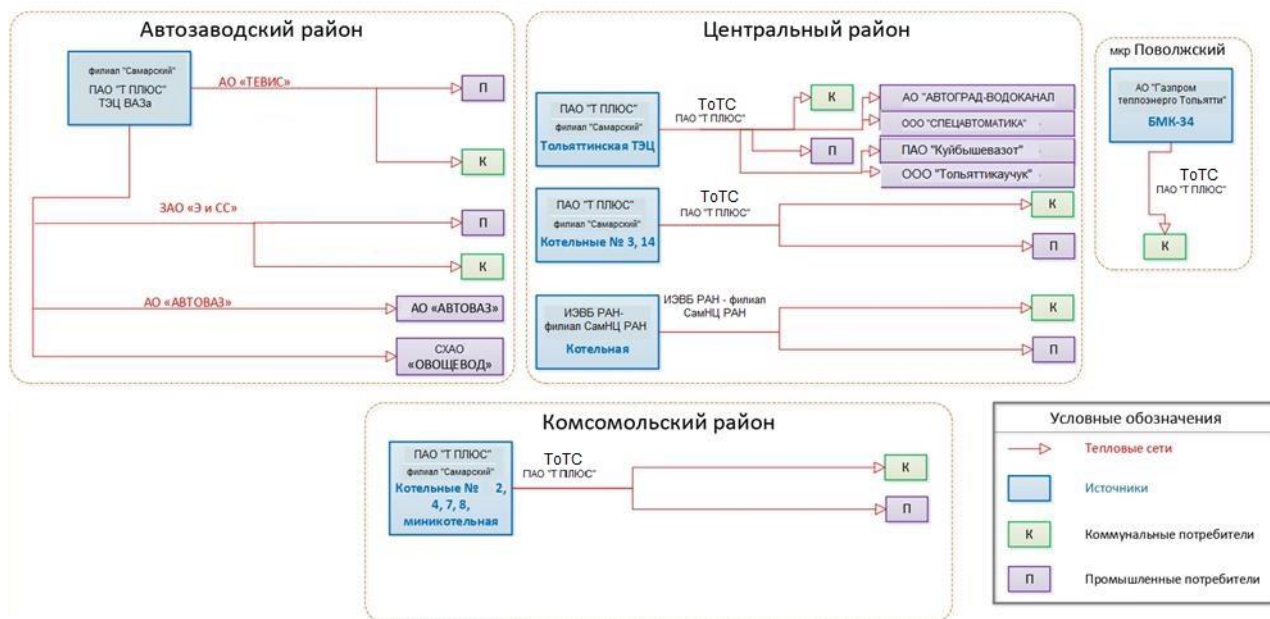 Автозаводский район
филиал "Самарский"
ПАО "Т ПЛЮС"
ТЭЦ ВАЗа
АО «ТЕВИС»
П
К
ЗАО «Э и СС»
П
К
АО «АВТОВАЗ»
АО «АВТОВАЗ»
СХАО
«ОВОЩЕВОД»
Центральный район
ПАО "Т ПЛЮС"
филиал "Самарский"
Тольяттинская ТЭЦ
ТоТС
ПАО "Т ПЛЮС"
К
П
АО "АВТОГРАД-ВОДОКАНАЛ
ООО "СПЕЦАВТОМАТИКА"
ПАО "Куйбышевазот"
ООО "Тольяттикаучук"
ПАО "Т ПЛЮС"
филиал "Самарский"
Котельные № 3, 14
ТоТС
ПАО "Т ПЛЮС"
К
П
ИЭВБ РАН-
филиал СамНЦ РАН
Котельная
ИЭВБ РАН - филиал
СамНЦ РАН
К
П
мкр Поволжский
АО "Газпром
теплоэнерго Тольятти"
БМК-34
ТоТС
ПАО "Т ПЛЮС"
К
Комсомольский район
ПАО "Т ПЛЮС"
филиал "Самарский"
Котельные № 2,
4, 7, 8,
миникотельная
ТоТС
ПАО "Т ПЛЮС"
К
П
Условные обозначения
Тепловые сети
Источники
К Коммунальные потребители
П Промышленные потребители